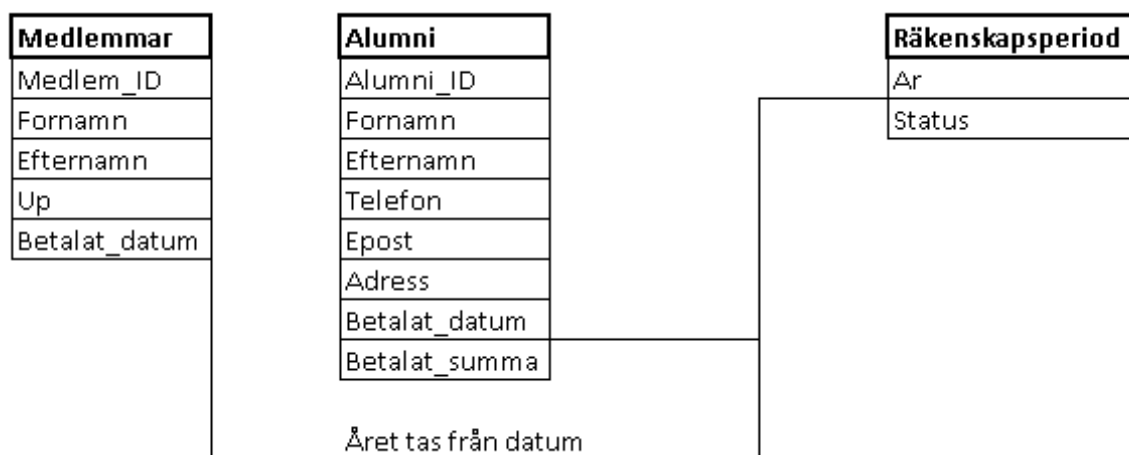 Medlemmar
Medlem_ID
Fornamn
Efternamn
Up
Betalat_datum
Alumni
Alumni_ID
Fornamn
Efternamn
Telefon
Epost
Adress
Betalat_datum
Betalat_summa
Året tas från datum
Räkenskapsperiod
Ar
Status